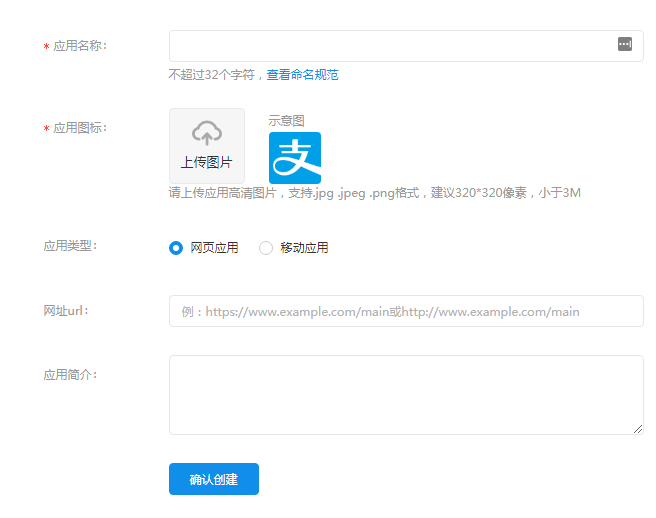 * 应用名称:
不超过32个字符，查看命名规范
* 应用图标:
上传图片
示意图
支
请上传应用高清图片，支持.jpg .jpeg .png格式，建议320*320像素，小于3M
应用类型:
网页应用
移动应用
网址url:
例：https://www.example.com/main或http://www.example.com/main
应用简介:
确认创建